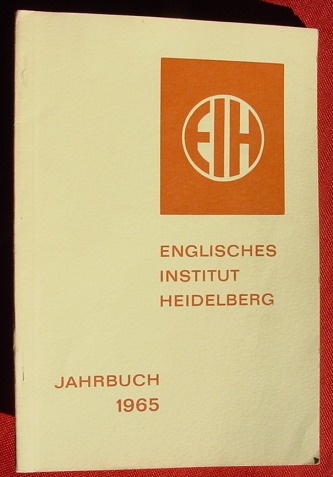 EIH
ENGLISCHES
INSTITUT
HEIDELBERG
JAHRBUCH
1965